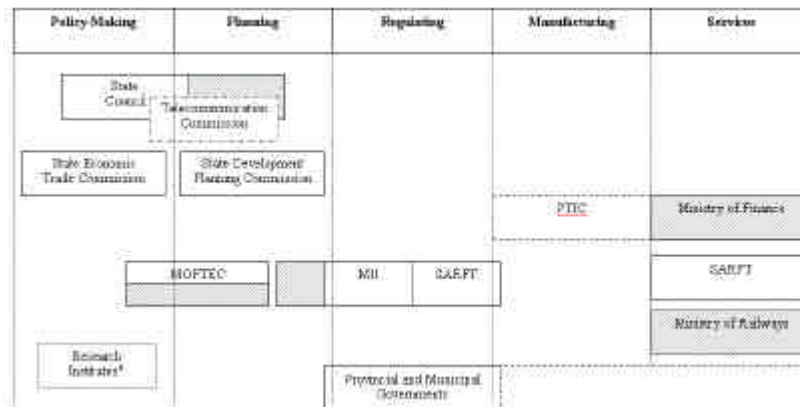 Policy-Making Planning Regulating Manufacturing Services
State
Council
Telecommunication
Commission
State Economic
Trade Commission
State Development
Planning Commission
PTIC
Ministry of Finance
MOFTEC
MII
SARFT
SARFT
Ministry of Railways
Research
Institutes*
Provincial and Municipal
Governments